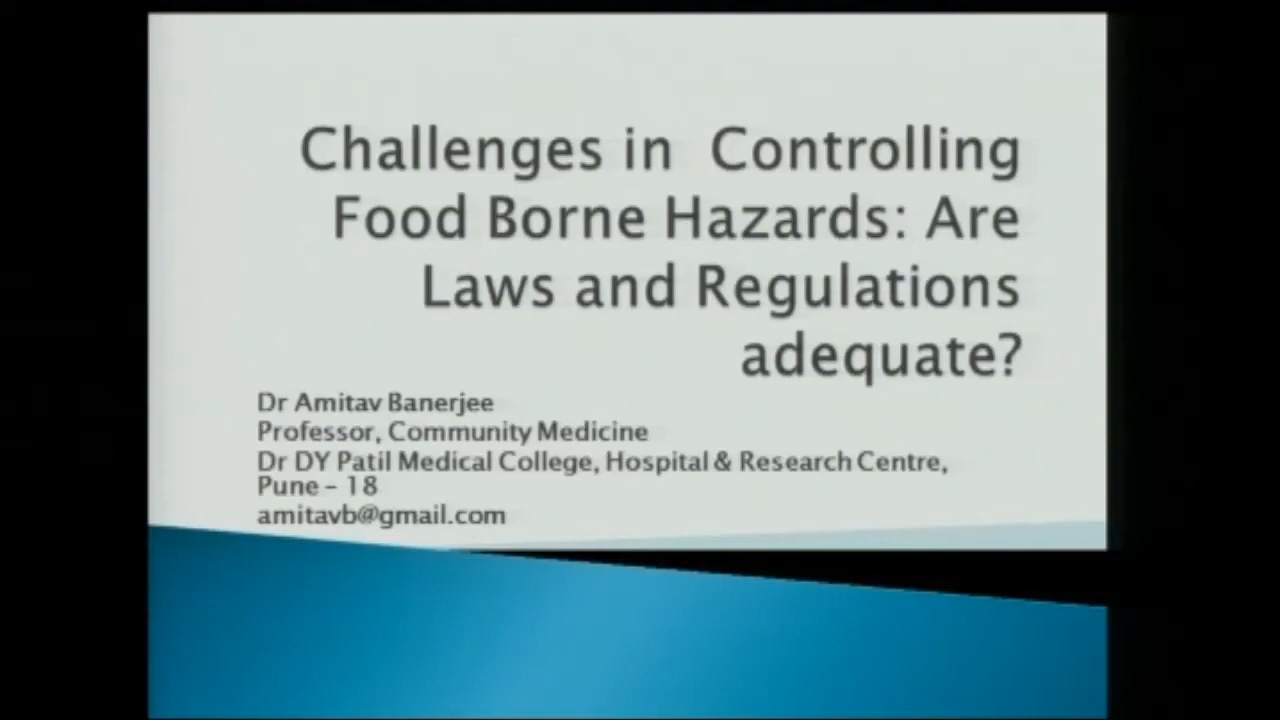 Challenges in Controlling
Food Borne Hazards: Are
Laws and Regulations
adequate?
Dr Amitav Banerjee
Professor, Community Medicine
Dr DY Patil Medical College, Hospital & Research Centre,
Pune – 18
amitavb@gmail.com